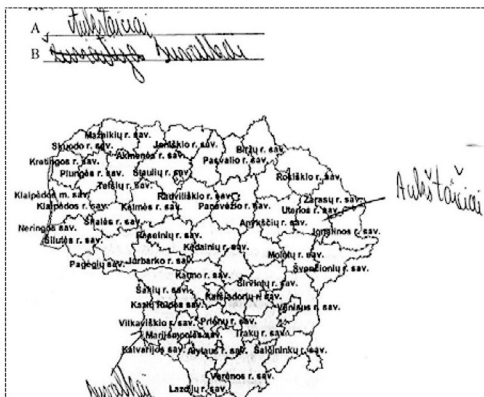 A Aukštaičiai
B Suvalkai
Mažeikių r. sav.
Skuodo r. sav.
Akmenės r. sav.
Joniškio r. sav.
Biržų r. sav.
Pasvalio r. sav.
Kretingos r. sav.
Plungės r. sav.
Šiaulių r. sav.
Rokiškio r. sav.
Telšių r. sav.
Klaipėdos m. sav.
Radviliškio r. sav.
Zarasų r. sav.
Aukštaičiai
Klaipėdos r. sav.
Kelmės r. sav.
Panevėžio r. sav.
Utenos r. sav.
Neringos sav.
Šilalės r. sav.
Anykščių r. sav.
Ignalinos r. sav.
Šilutės r. sav.
Raseinių r. sav.
Kėdainių r. sav.
Molėtų r. sav.
Pagėgių sav.
Jurbarko r. sav.
Švenčionių r. sav.
Kauno r. sav.
Širvintų r. sav.
Šakių r. sav.
Kaišiadorių r. sav.
Kazlų Rūdos sav.
Vilniaus r. sav.
Vilkaviškio r. sav.
Prienų r. sav.
Marijampolės sav.
Trakų r. sav.
Kalvarijos sav.
Alytaus r. sav.
Šalčininkų r. sav.
Varėnos r. sav.
Suvalkai
Lazdijų r. sav.